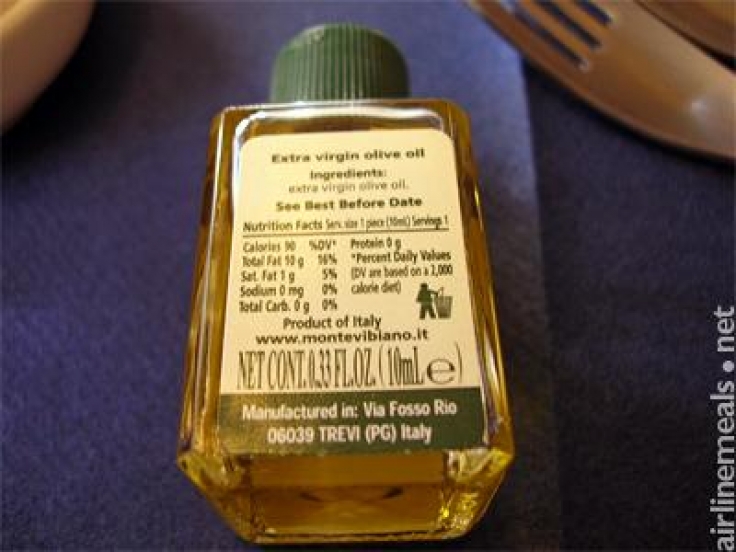 Extra virgin olive oil
Ingredients:
extra virgin olive oil.
See Best Before Date
Nutrition Facts Serv. size 1 piece (10mL) Servings 1
Calories 90 %DV* Protein 0 g
Total Fat 10 g 16% *Percent Daily Values
Sat. Fat 1 g 5% (DV are based on a 2,000
Sodium 0 mg 0% calorie diet)
Total Carb. 0 g 0%
Product of Italy
www.montevibiano.it
NET CONT. 0.33 FL.OZ. (10mL e)
Manufactured in: Via Fosso Rio
06039 TREVI (PG) Italy
airlinemeals • net